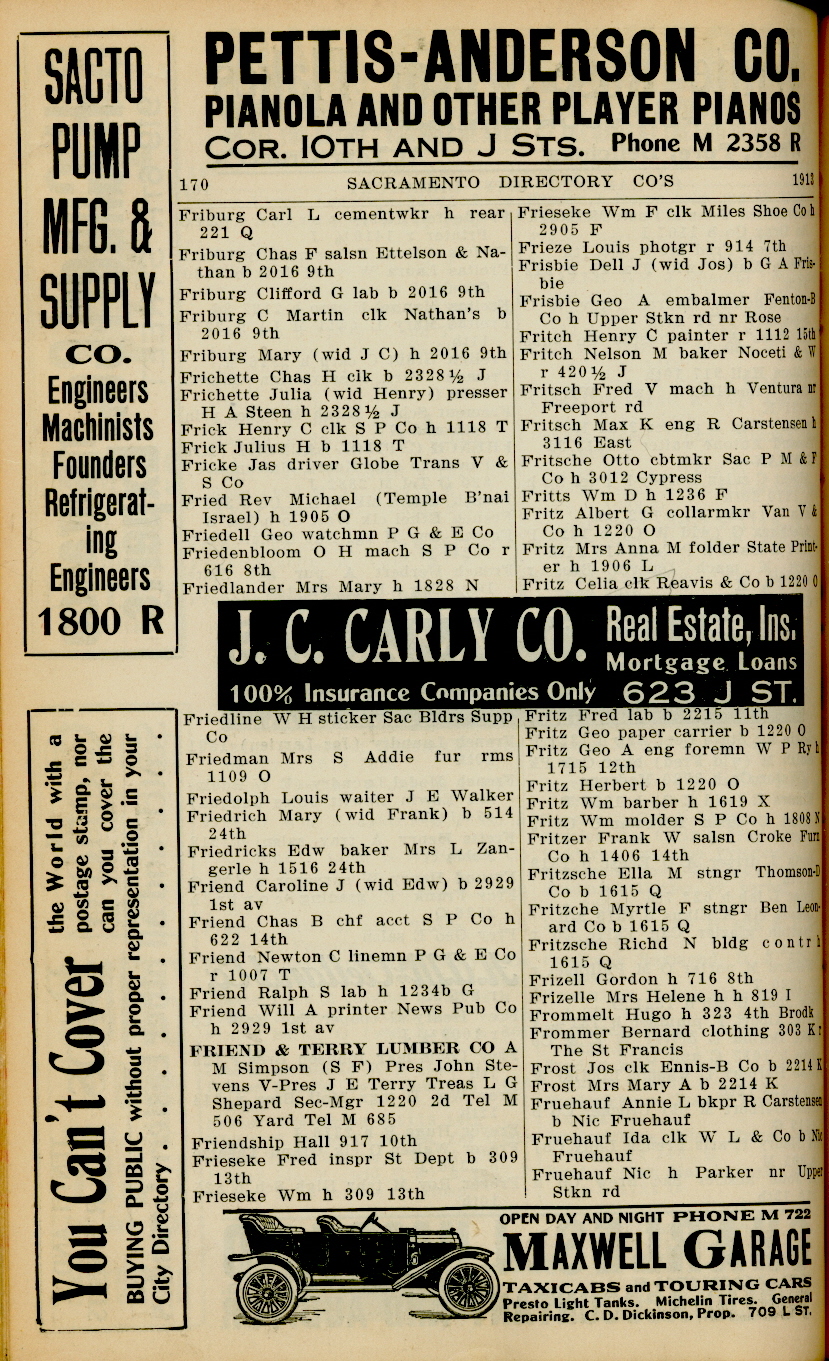 PETTIS-ANDERSON CO.
PIANOLA AND OTHER PLAYER PIANOS
COR. 10TH AND J STS. Phone M 2358 R
SACTO
PUMP
MFG. &
SUPPLY
CO.
Engineers
Machinists
Founders
Refrigerat-
ing
Engineers
1800 R
170 SACRAMENTO DIRECTORY CO'S 1913
Friburg Carl L cementwkr h rear
221 Q
Friburg Chas F salsn Ettelson & Na-
than b 2016 9th
Friburg Clifford G lab b 2016 9th
Friburg C Martin clk Nathan's b
2016 9th
Friburg Mary (wid J C) h 2016 9th
Frichette Chas H clk b 2328½ J
Frichette Julia (wid Henry) presser
H A Steen h 2328½ J
Frick Henry C clk S P Co h 1118 T
Frick Julius H b 1118 T
Fricke Jas driver Globe Trans V &
S Co
Fried Rev Michael (Temple B'nai
Israel) h 1905 O
Friedell Geo watchmn P G & E Co
Friedenbloom O H mach S P Co r
616 8th
Friedlander Mrs Mary h 1828 N
Frieseke Wm F clk Miles Shoe Co h
2905 F
Frieze Louis photgr r 914 7th
Frisbie Dell J (wid Jos) b G A Fris-
bie
Frisbie Geo A embalmer Fenton-B
Co h Upper Stkn rd nr Rose
Fritch Henry C painter r 1112 15th
Fritch Nelson M baker Noceti & W
r 420½ J
Fritsch Fred V mach h Ventura nr
Freeport rd
Fritsch Max K eng R Carstensen h
3116 East
Fritsche Otto cbtmkr Sac P M & F
Co h 3012 Cypress
Fritts Wm D h 1236 F
Fritz Albert G collarmkr Van V &
Co h 1220 O
Fritz Mrs Anna M folder State Print-
er h 1906 L
Fritz Celia clk Reavis & Co b 1220 O
J. C. CARLY CO. Real Estate, Ins.
Mortgage Loans
100% Insurance Companies Only 623 J ST.
You Can't Cover the World with a
postage stamp, nor
can you cover the
BUYING PUBLIC without proper representation in your
City Directory . . . . . . . .
Friedline W H sticker Sac Bldrs Supp
Co
Friedman Mrs S Addie fur rms
1109 O
Friedolph Louis waiter J E Walker
Friedrich Mary (wid Frank) b 514
24th
Friedricks Edw baker Mrs L Zan-
gerle h 1516 24th
Friend Caroline J (wid Edw) b 2929
1st av
Friend Chas B chf acct S P Co h
622 14th
Friend Newton C linemn P G & E Co
r 1007 T
Friend Ralph S lab h 1234b G
Friend Will A printer News Pub Co
h 2929 1st av
FRIEND & TERRY LUMBER CO A
M Simpson (S F) Pres John Ste-
vens V-Pres J E Terry Treas L G
Shepard Sec-Mgr 1220 2d Tel M
506 Yard Tel M 685
Friendship Hall 917 10th
Frieseke Fred inspr St Dept b 309
13th
Frieseke Wm h 309 13th
Fritz Fred lab b 2215 11th
Fritz Geo paper carrier b 1220 O
Fritz Geo A eng foremn W P Ry h
1715 12th
Fritz Herbert b 1220 O
Fritz Wm barber h 1619 X
Fritz Wm molder S P Co h 1808 N
Fritzer Frank W salsn Croke Furn
Co h 1406 14th
Fritzsche Ella M stngr Thomson-D
Co b 1615 Q
Fritzche Myrtle F stngr Ben Leon-
ard Co b 1615 Q
Fritzsche Richd N bldg contr h
1615 Q
Frizell Gordon h 716 8th
Frizelle Mrs Helene h h 819 I
Frommelt Hugo h 323 4th Brodk
Frommer Bernard clothing 303 K r
The St Francis
Frost Jos clk Ennis-B Co b 2214 K
Frost Mrs Mary A b 2214 K
Fruehauf Annie L bkpr R Carstensen
b Nic Fruehauf
Fruehauf Ida clk W L & Co b Nic
Fruehauf
Fruehauf Nic h Parker nr Upper
Stkn rd
OPEN DAY AND NIGHT PHONE M 722
MAXWELL GARAGE
TAXICABS and TOURING CARS
Presto Light Tanks. Michelin Tires. General
Repairing. C. D. Dickinson, Prop. 709 L ST.